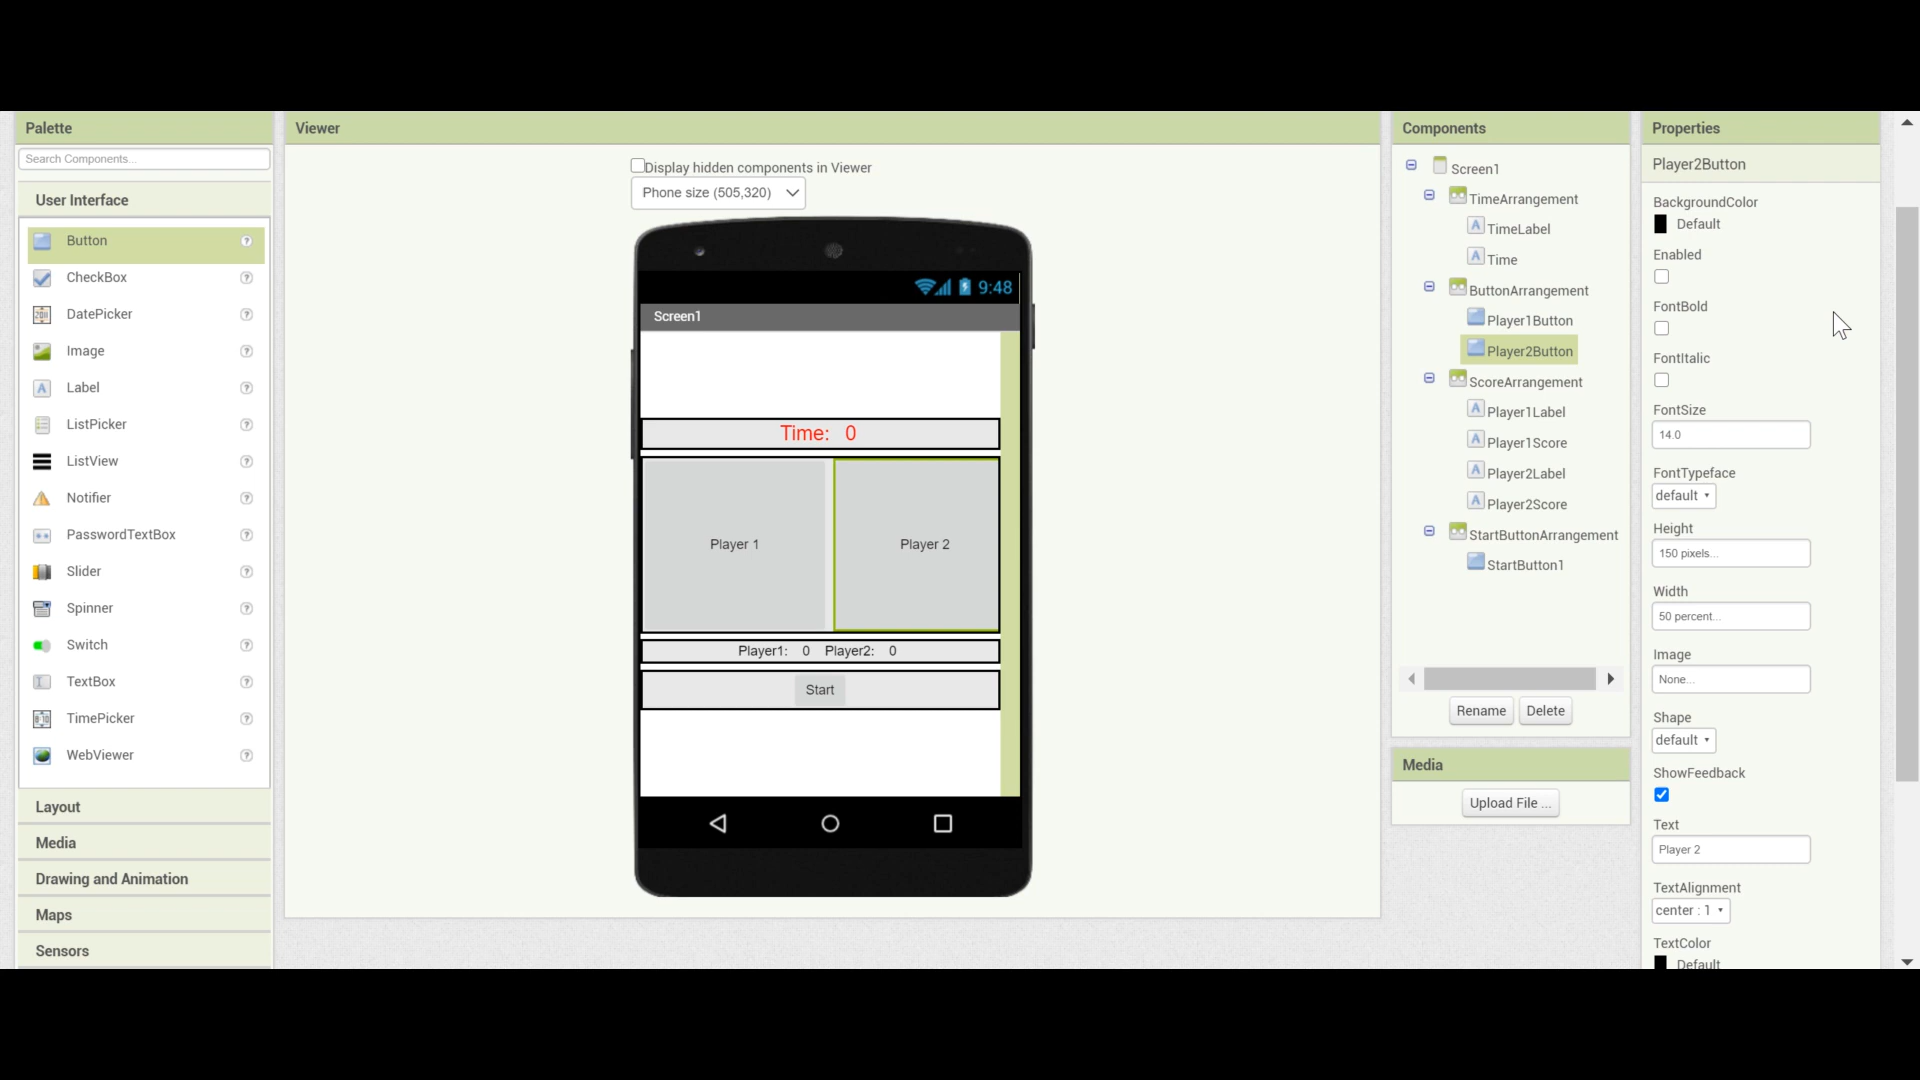 Palette
Search Components...
User Interface
Button ?
CheckBox ?
DatePicker ?
Image ?
Label ?
ListPicker ?
ListView ?
Notifier ?
PasswordTextBox ?
Slider ?
Spinner ?
Switch ?
TextBox ?
TimePicker ?
WebViewer ?
Layout
Media
Drawing and Animation
Maps
Sensors
Viewer
Display hidden components in Viewer
Phone size (505,320)
9:48
Screen1
Time: 0
Player 1
Player 2
Player1: 0 Player2: 0
Start
Components
Screen1
TimeArrangement
A TimeLabel
A Time
ButtonArrangement
Player1Button
Player2Button
ScoreArrangement
A Player1Label
A Player1Score
A Player2Label
A Player2Score
StartButtonArrangement
StartButton1
Rename Delete
Media
Upload File ...
Properties
Player2Button
BackgroundColor
Default
Enabled
FontBold
FontItalic
FontSize
14.0
FontTypeface
default
Height
150 pixels...
Width
50 percent...
Image
None...
Shape
default
ShowFeedback
Text
Player 2
TextAlignment
center : 1
TextColor
Default